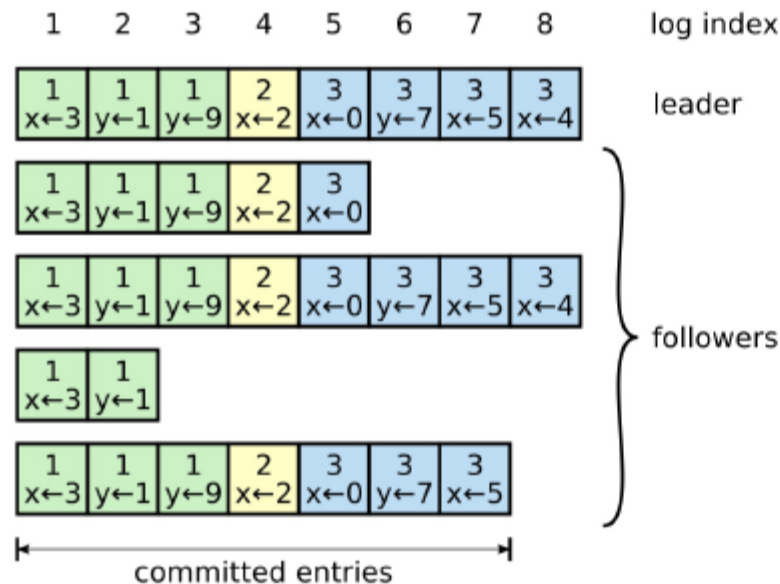 1 2 3 4 5 6 7 8 log index
1 1 1 2 3 3 3 3
x←3 y←1 y←9 x←2 x←0 y←7 x←5 x←4
leader
1 1 1 2 3
x←3 y←1 y←9 x←2 x←0
1 1 1 2 3 3 3 3
x←3 y←1 y←9 x←2 x←0 y←7 x←5 x←4
followers
1 1
x←3 y←1
1 1 1 2 3 3 3
x←3 y←1 y←9 x←2 x←0 y←7 x←5
committed entries